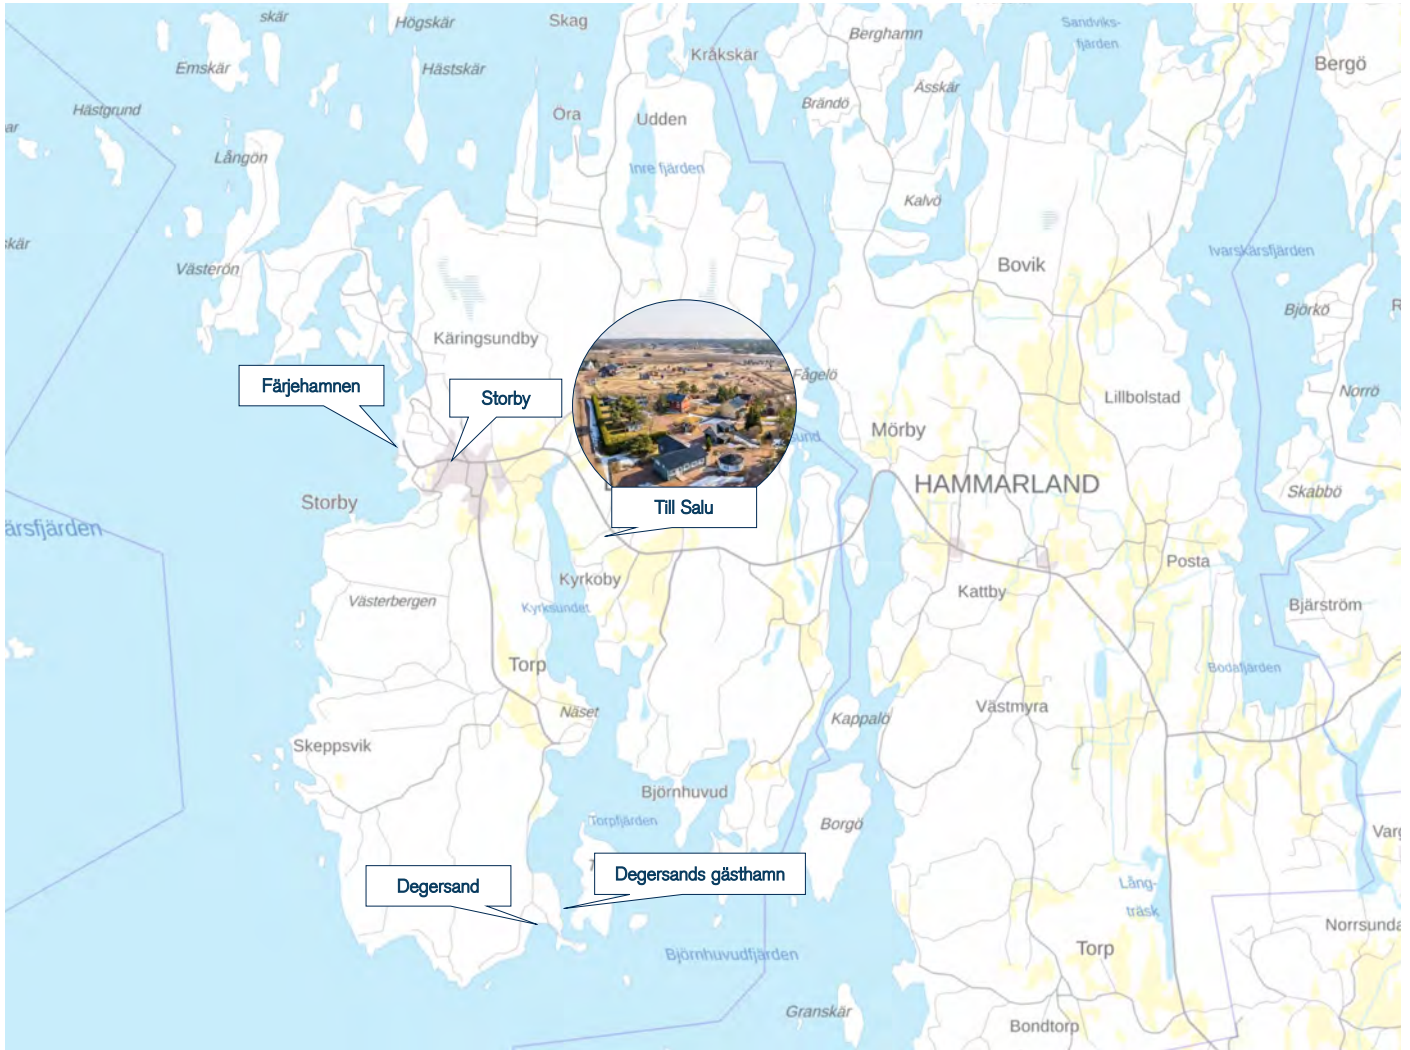 skär
Högskär
Skag
Kråkskär
Berghamn
Sandviks-
fjärden
Bergö
Emskär
Hästskär
Ässkär
Hästgrund
Öra
Udden
Brändö
Långön
Inre fjärden
Kalvö
skär
Västerön
Bovik
Ivarskärsfjärden
Björkö
Käringsundby
Färjehamnen
Storby
Fågelö
Lillbolstad
Norrö
Mörby
sund
HAMMARLAND
Skabbö
Storby
Till Salu
ärsfjärden
Posta
Kyrkoby
Kattby
Västerbergen
Kyrksundet
Bjärström
Torp
Bodafjärden
Näset
Kappalö
Västmyra
Skeppsvik
Björnhuvud
Torpfjärden
Borgö
Degersand
Degersands gästhamn
Lång-
träsk
Norrsunda
Björnhuvudfjärden
Torp
Granskär
Bondtorp